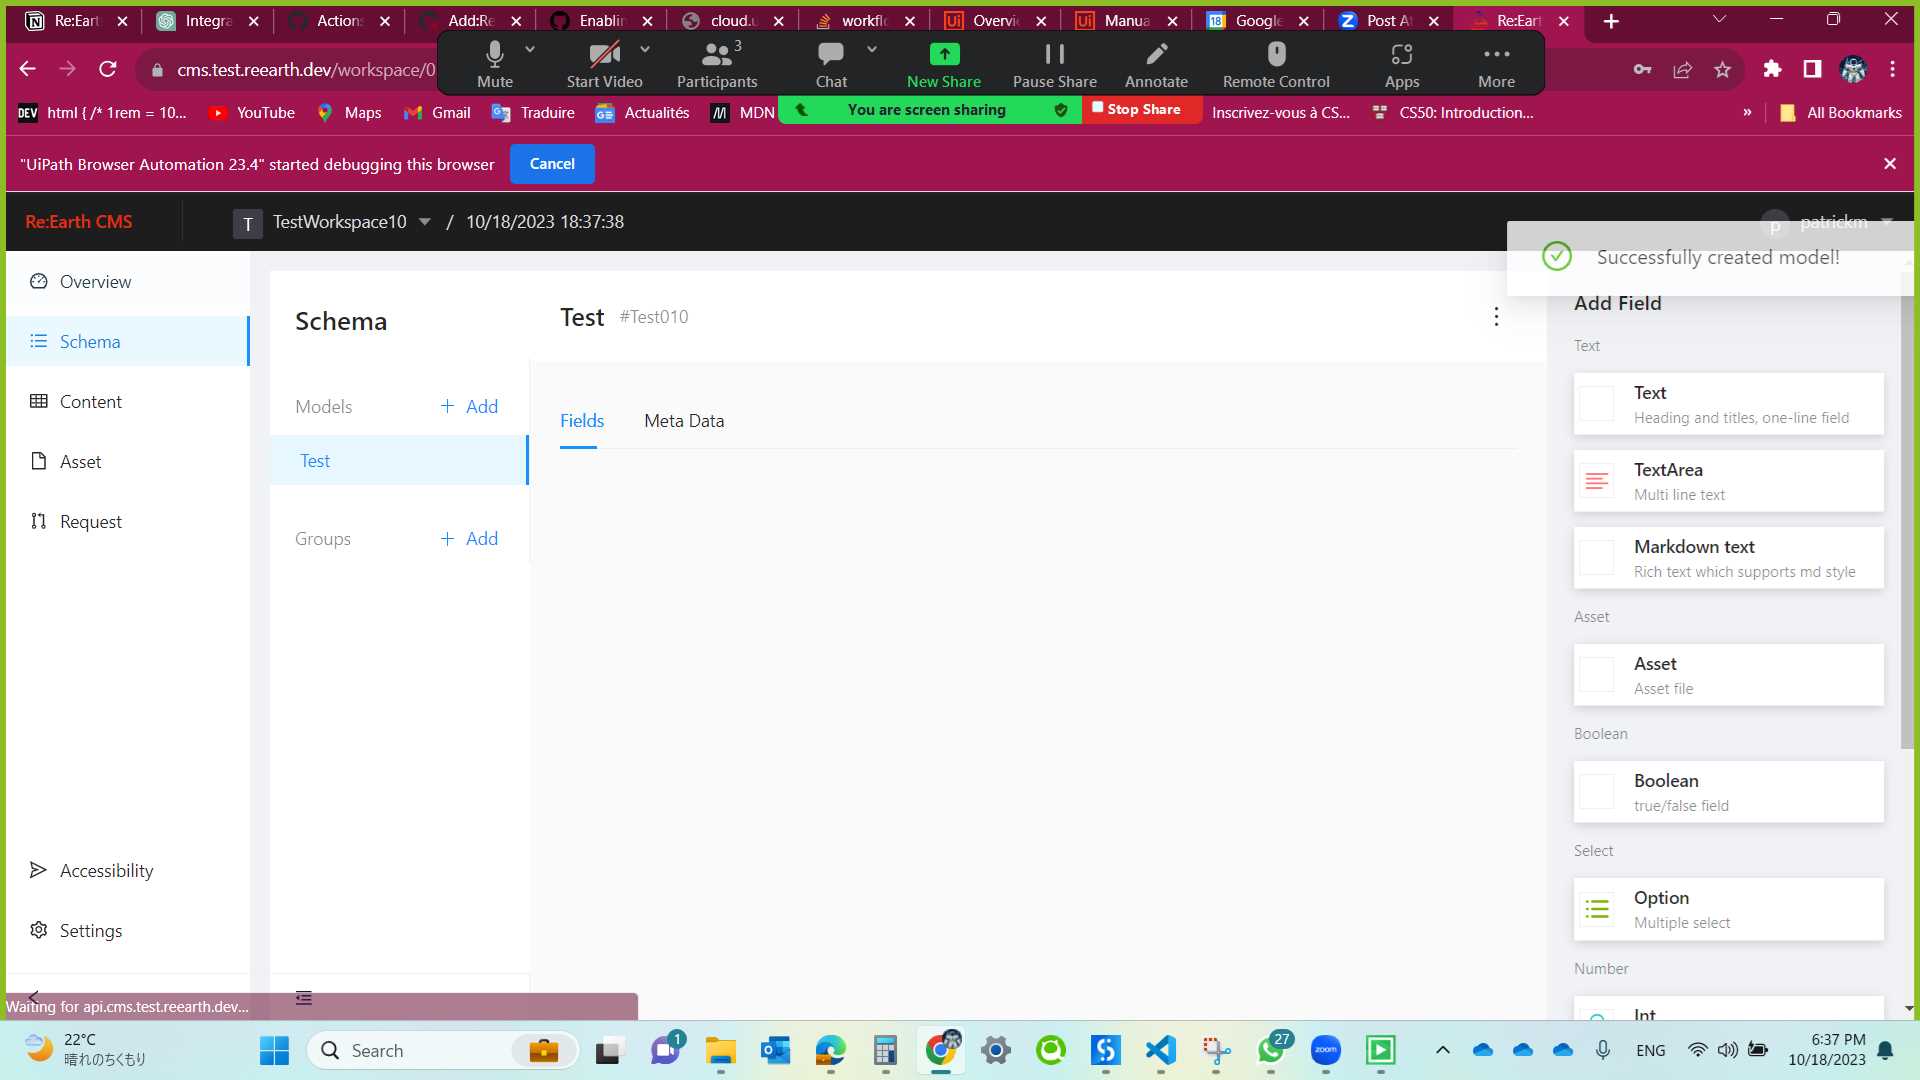 Re:Eart
Integra
Actions
Add:Re
Enablin
cloud.u
workflo
Overvi
Manua
18
Google
Post At
Re:Eart
cms.test.reearth.dev/workspace/0
Mute
Start Video
3
Participants
Chat
New Share
Pause Share
Annotate
Remote Control
Apps
More
DEV
html { /* 1rem = 10...
YouTube
Maps
Gmail
Traduire
Actualités
MDN
You are screen sharing
Stop Share
Inscrivez-vous à CS...
CS50: Introduction...
»
All Bookmarks
"UiPath Browser Automation 23.4" started debugging this browser
Cancel
Re:Earth CMS
T
TestWorkspace10
/
10/18/2023 18:37:38
p
patrickm
Successfully created model!
Overview
Schema
Content
Asset
Request
Accessibility
Settings
Schema
Models
+ Add
Test
Groups
+ Add
Test
#Test010
Fields
Meta Data
Add Field
Text
Text
Heading and titles, one-line field
TextArea
Multi line text
Markdown text
Rich text which supports md style
Asset
Asset
Asset file
Boolean
Boolean
true/false field
Select
Option
Multiple select
Number
Int
Waiting for api.cms.test.reearth.dev...
22°C
晴れのちくもり
Search
1
27
zoom
ENG
6:37 PM
10/18/2023